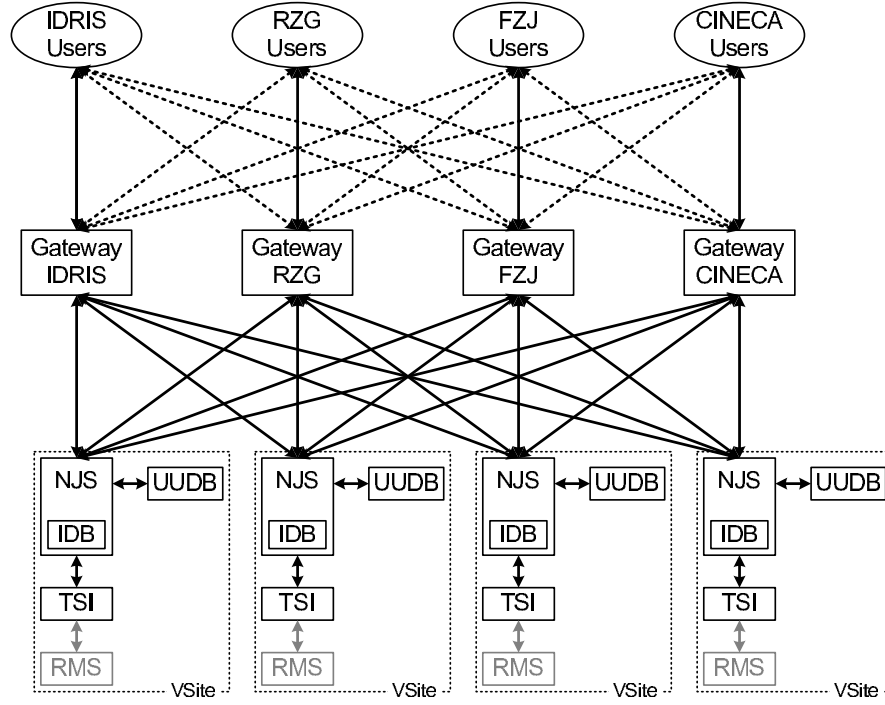 IDRIS
Users
RZG
Users
FZJ
Users
CINECA
Users
Gateway
IDRIS
Gateway
RZG
Gateway
FZJ
Gateway
CINECA
NJS
UUDB
IDB
TSI
RMS
VSite
NJS
UUDB
IDB
TSI
RMS
VSite
NJS
UUDB
IDB
TSI
RMS
VSite
NJS
UUDB
IDB
TSI
RMS
VSite